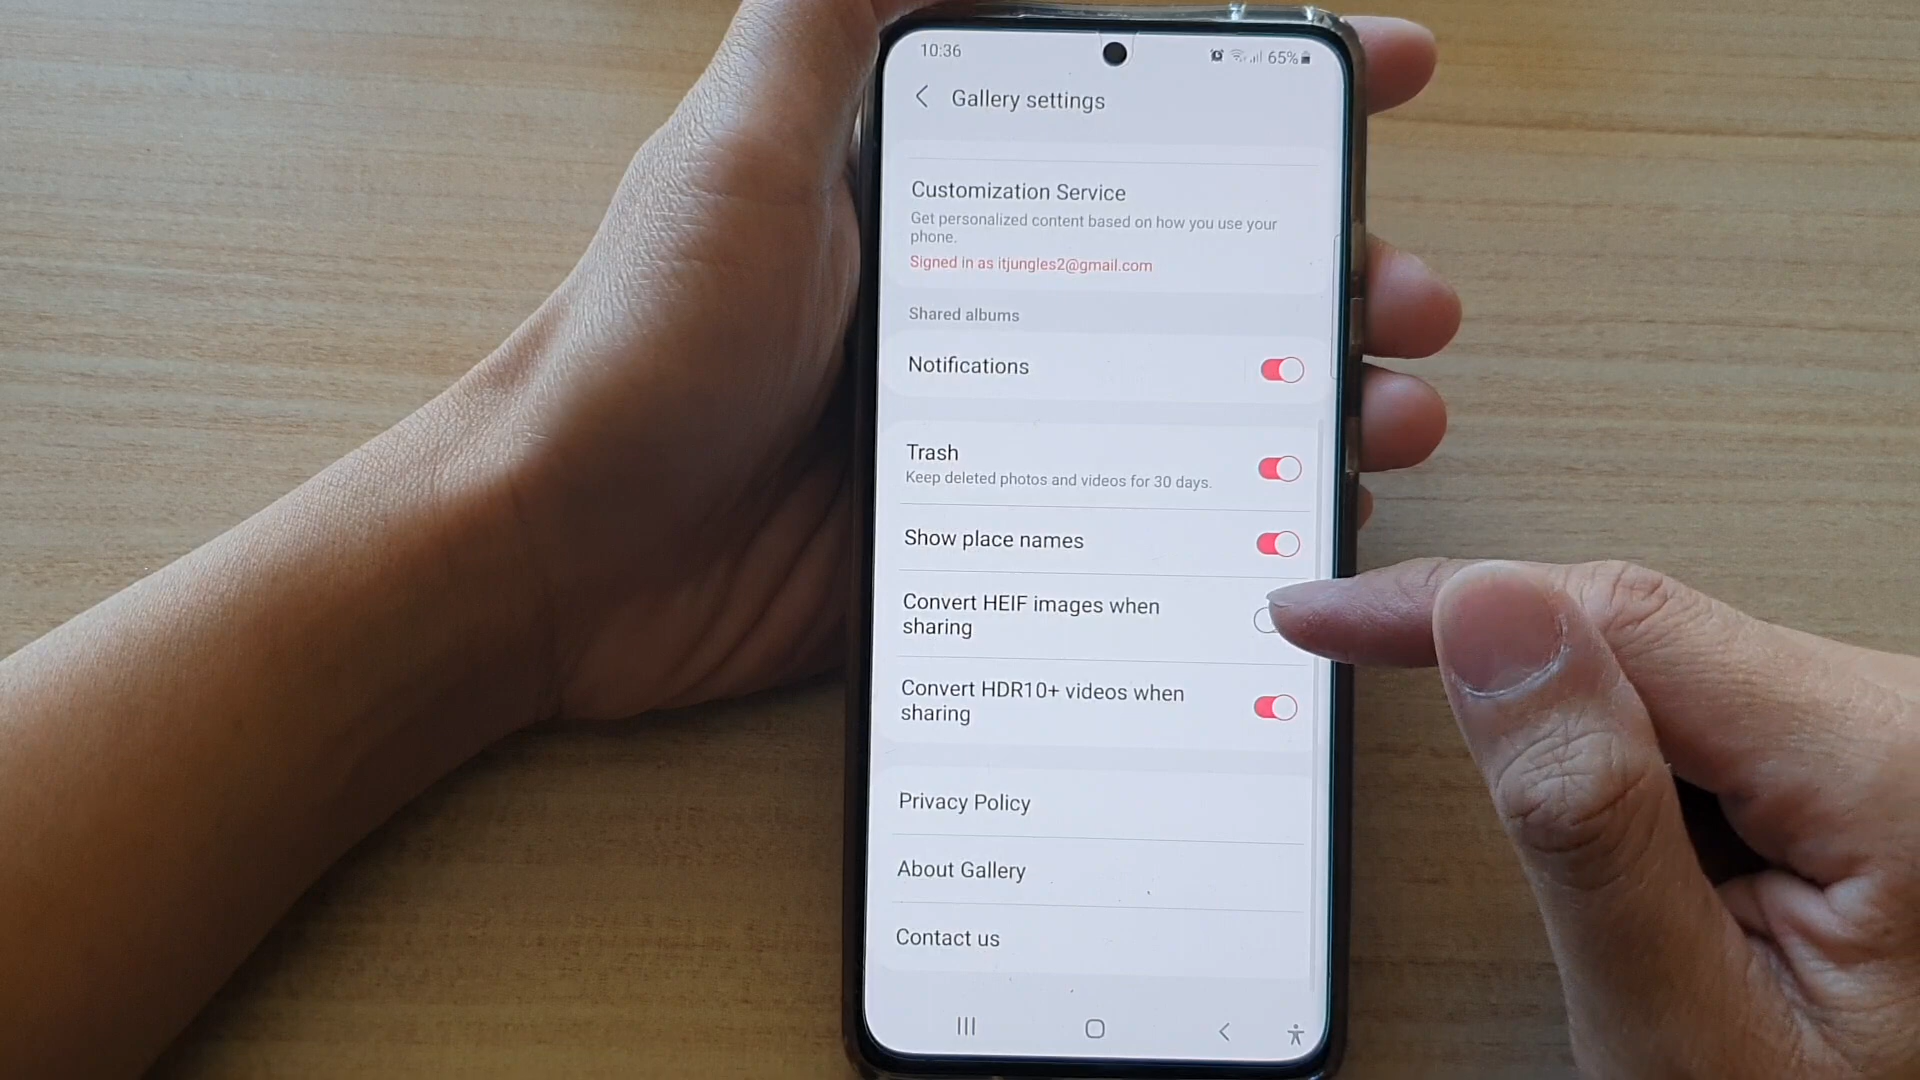 10:36
65%
Gallery settings
Customization Service
Get personalized content based on how you use your
phone.
Signed in as itjungles2@gmail.com
Shared albums
Notifications
Trash
Keep deleted photos and videos for 30 days.
Show place names
Convert HEIF images when
sharing
Convert HDR10+ videos when
sharing
Privacy Policy
About Gallery
Contact us